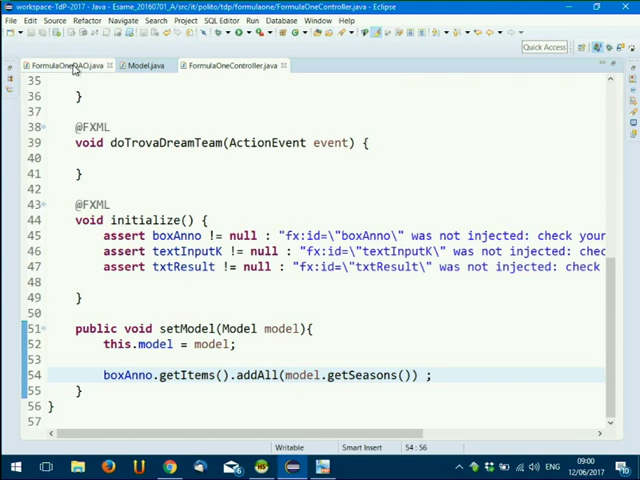 workspace-TdP-2017 - Java - Esame_20160701_A/src/it/polito/tdp/formulaone/FormulaOneController.java - Eclipse
File Edit Source Refactor Navigate Search Project SQL Editor Run Database Window Help
Quick Access
FormulaOneDAO.java Model.java FormulaOneController.java
35
36 }
37
38 @FXML
39 void doTrovaDreamTeam(ActionEvent event) {
40
41 }
42
43 @FXML
44 void initialize() {
45 assert boxAnno != null : "fx:id=\"boxAnno\" was not injected: check your
46 assert textInputK != null : "fx:id=\"textInputK\" was not injected: chec
47 assert txtResult != null : "fx:id=\"txtResult\" was not injected: check
48
49 }
50
51 public void setModel(Model model){
52 this.model = model;
53
54 boxAnno.getItems().addAll(model.getSeasons()) ;
55 }
56 }
57
Writable Smart Insert 54 : 56
ENG 09:00
12/06/2017